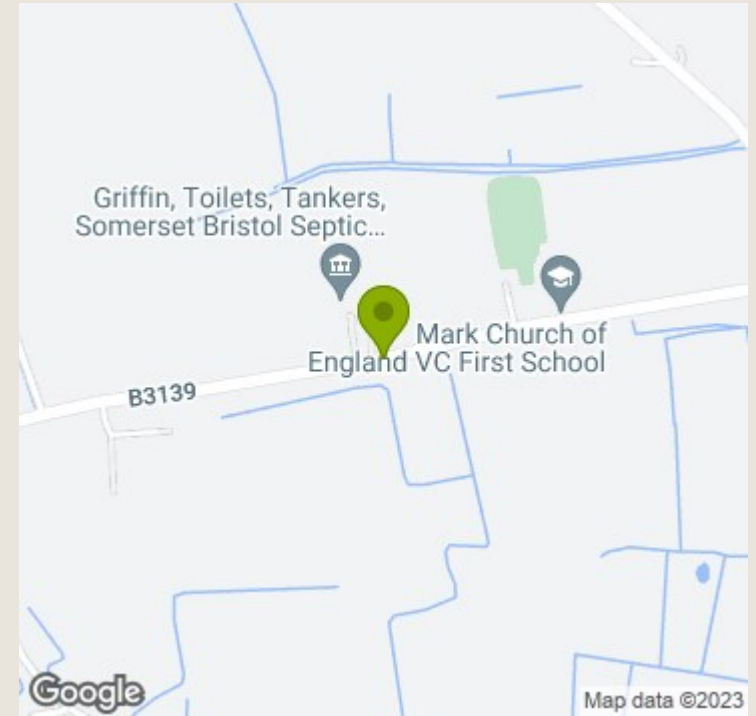 Griffin, Toilets, Tankers,
Somerset Bristol Septic...
Mark Church of
England VC First School
B3139
Google
Map data ©2023